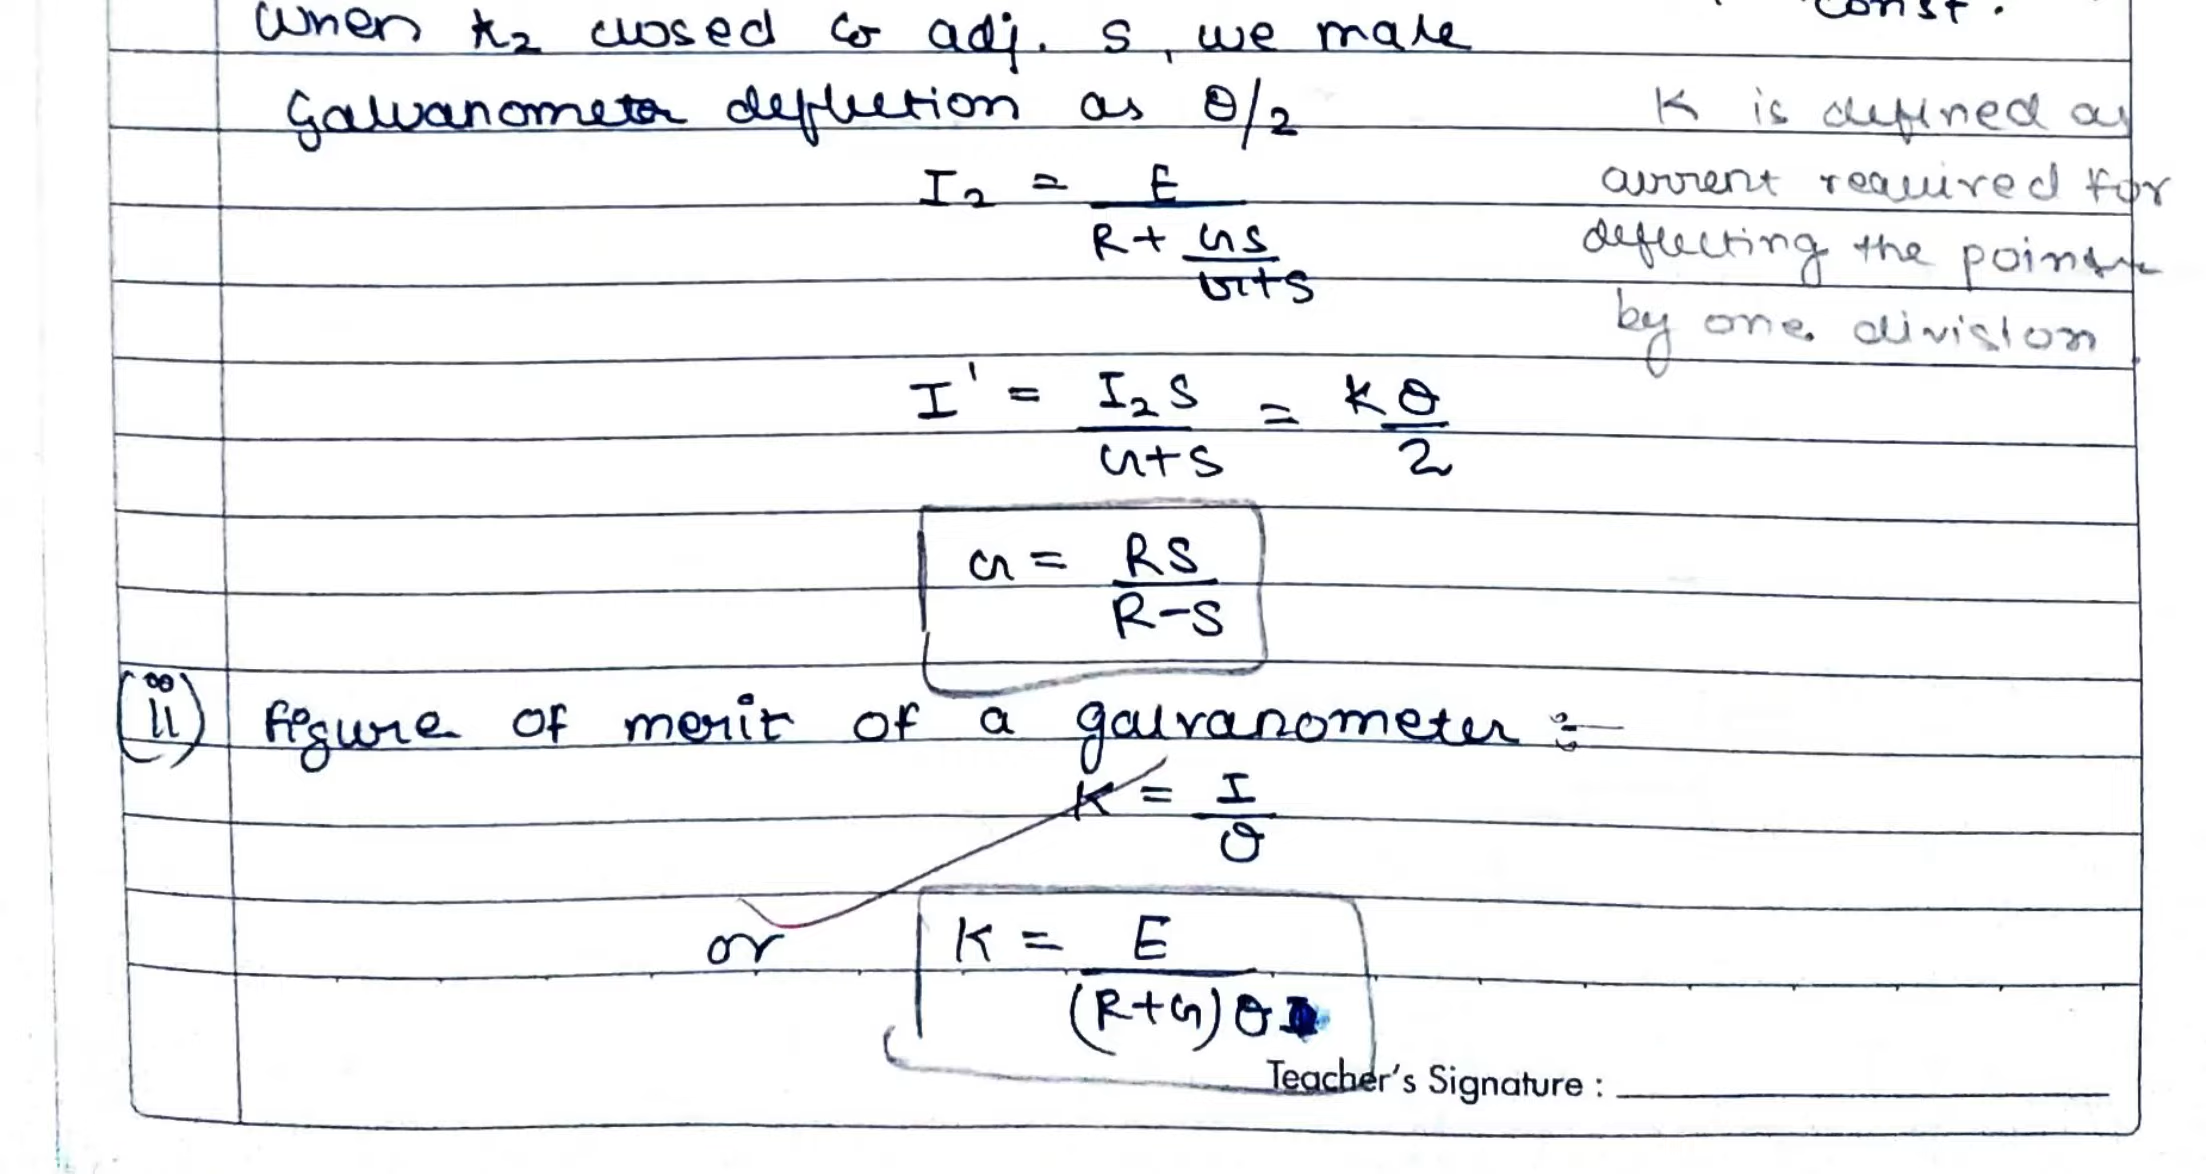 const.
when K₂ closed & adj. S, we make
Galvanometer deflection as θ/2
K is defined as
current required for
deflecting the pointer
by one division.
I₂ = E / (R + GS/(G+S))
I' = I₂S/(G+S) = Kθ/2
G = RS/(R-S)
(ii) figure of merit of a galvanometer :-
K = I/θ
or K = E/((R+G)θ)
Teacher's Signature :